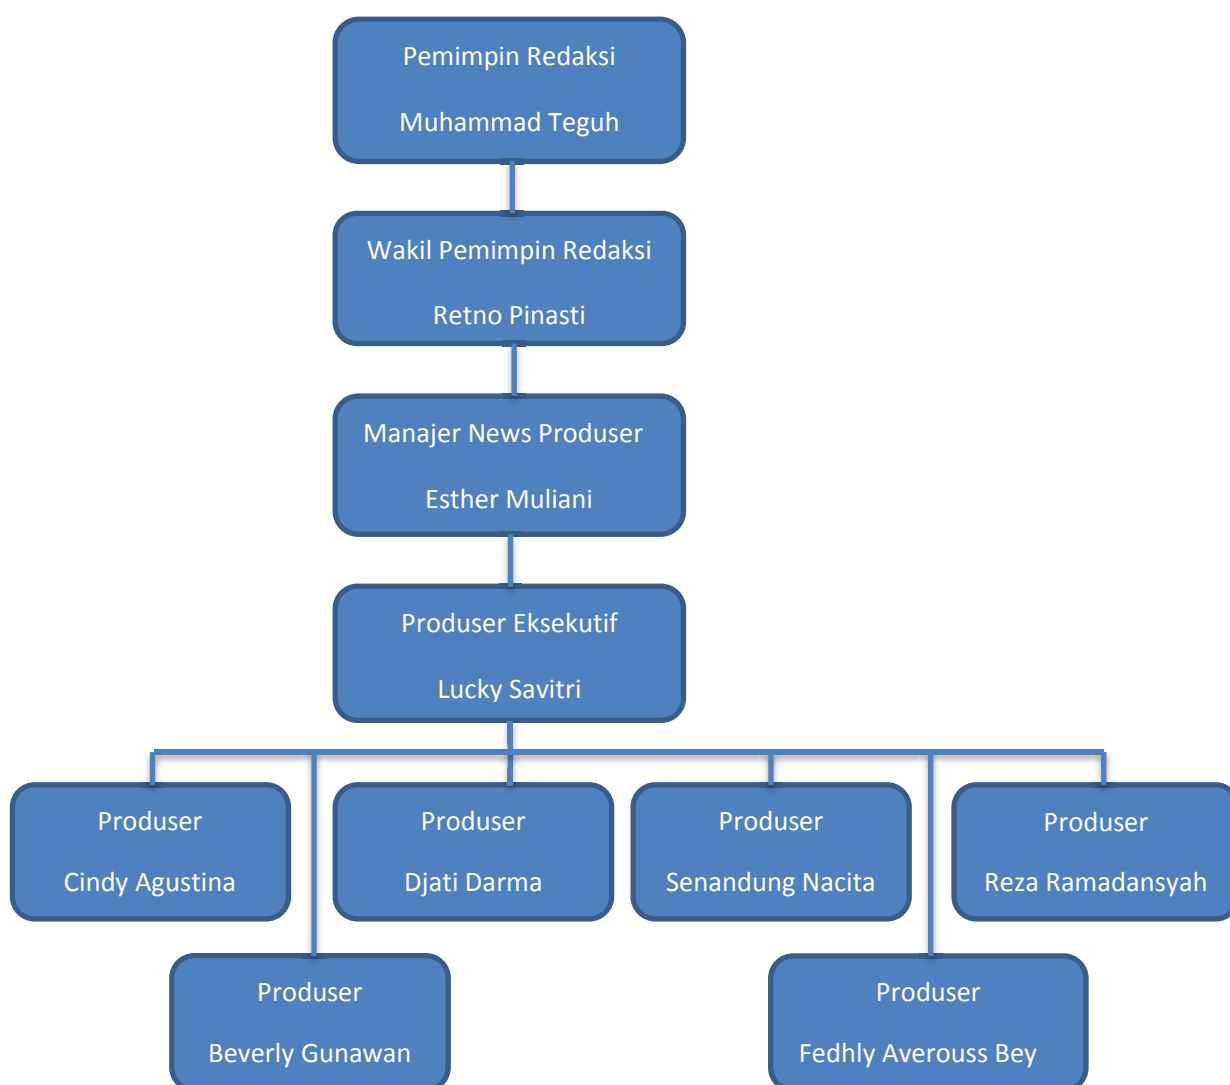 Pemimpin Redaksi
Muhammad Teguh
Wakil Pemimpin Redaksi
Retno Pinasti
Manajer News Produser
Esther Muliani
Produser Eksekutif
Lucky Savitri
Produser
Cindy Agustina
Produser
Djati Darma
Produser
Senandung Nacita
Produser
Reza Ramadansyah
Produser
Beverly Gunawan
Produser
Fedhly Averouss Bey